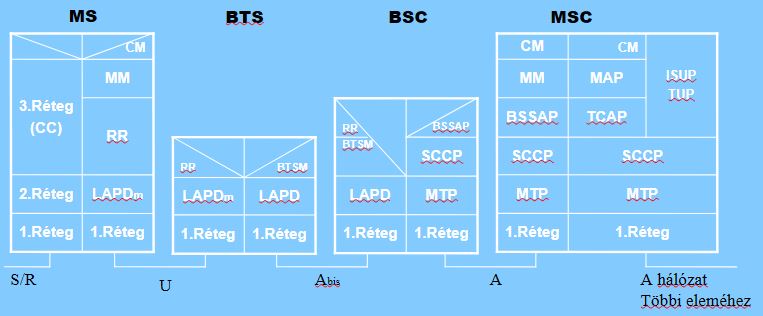 MS BTS BSC MSC
CM CM CM
MM MM MAP ISUP
TUP
3.Réteg
(CC)
RR
RR
BTSM
BSSAP
BSSAP TCAP
RR BTSM
SCCP SCCP SCCP
2.Réteg LAPDm LAPDm LAPD LAPD MTP MTP MTP
1.Réteg 1.Réteg 1.Réteg 1.Réteg 1.Réteg 1.Réteg 1.Réteg 1.Réteg
S/R U Abis A A hálózat
Többi eleméhez